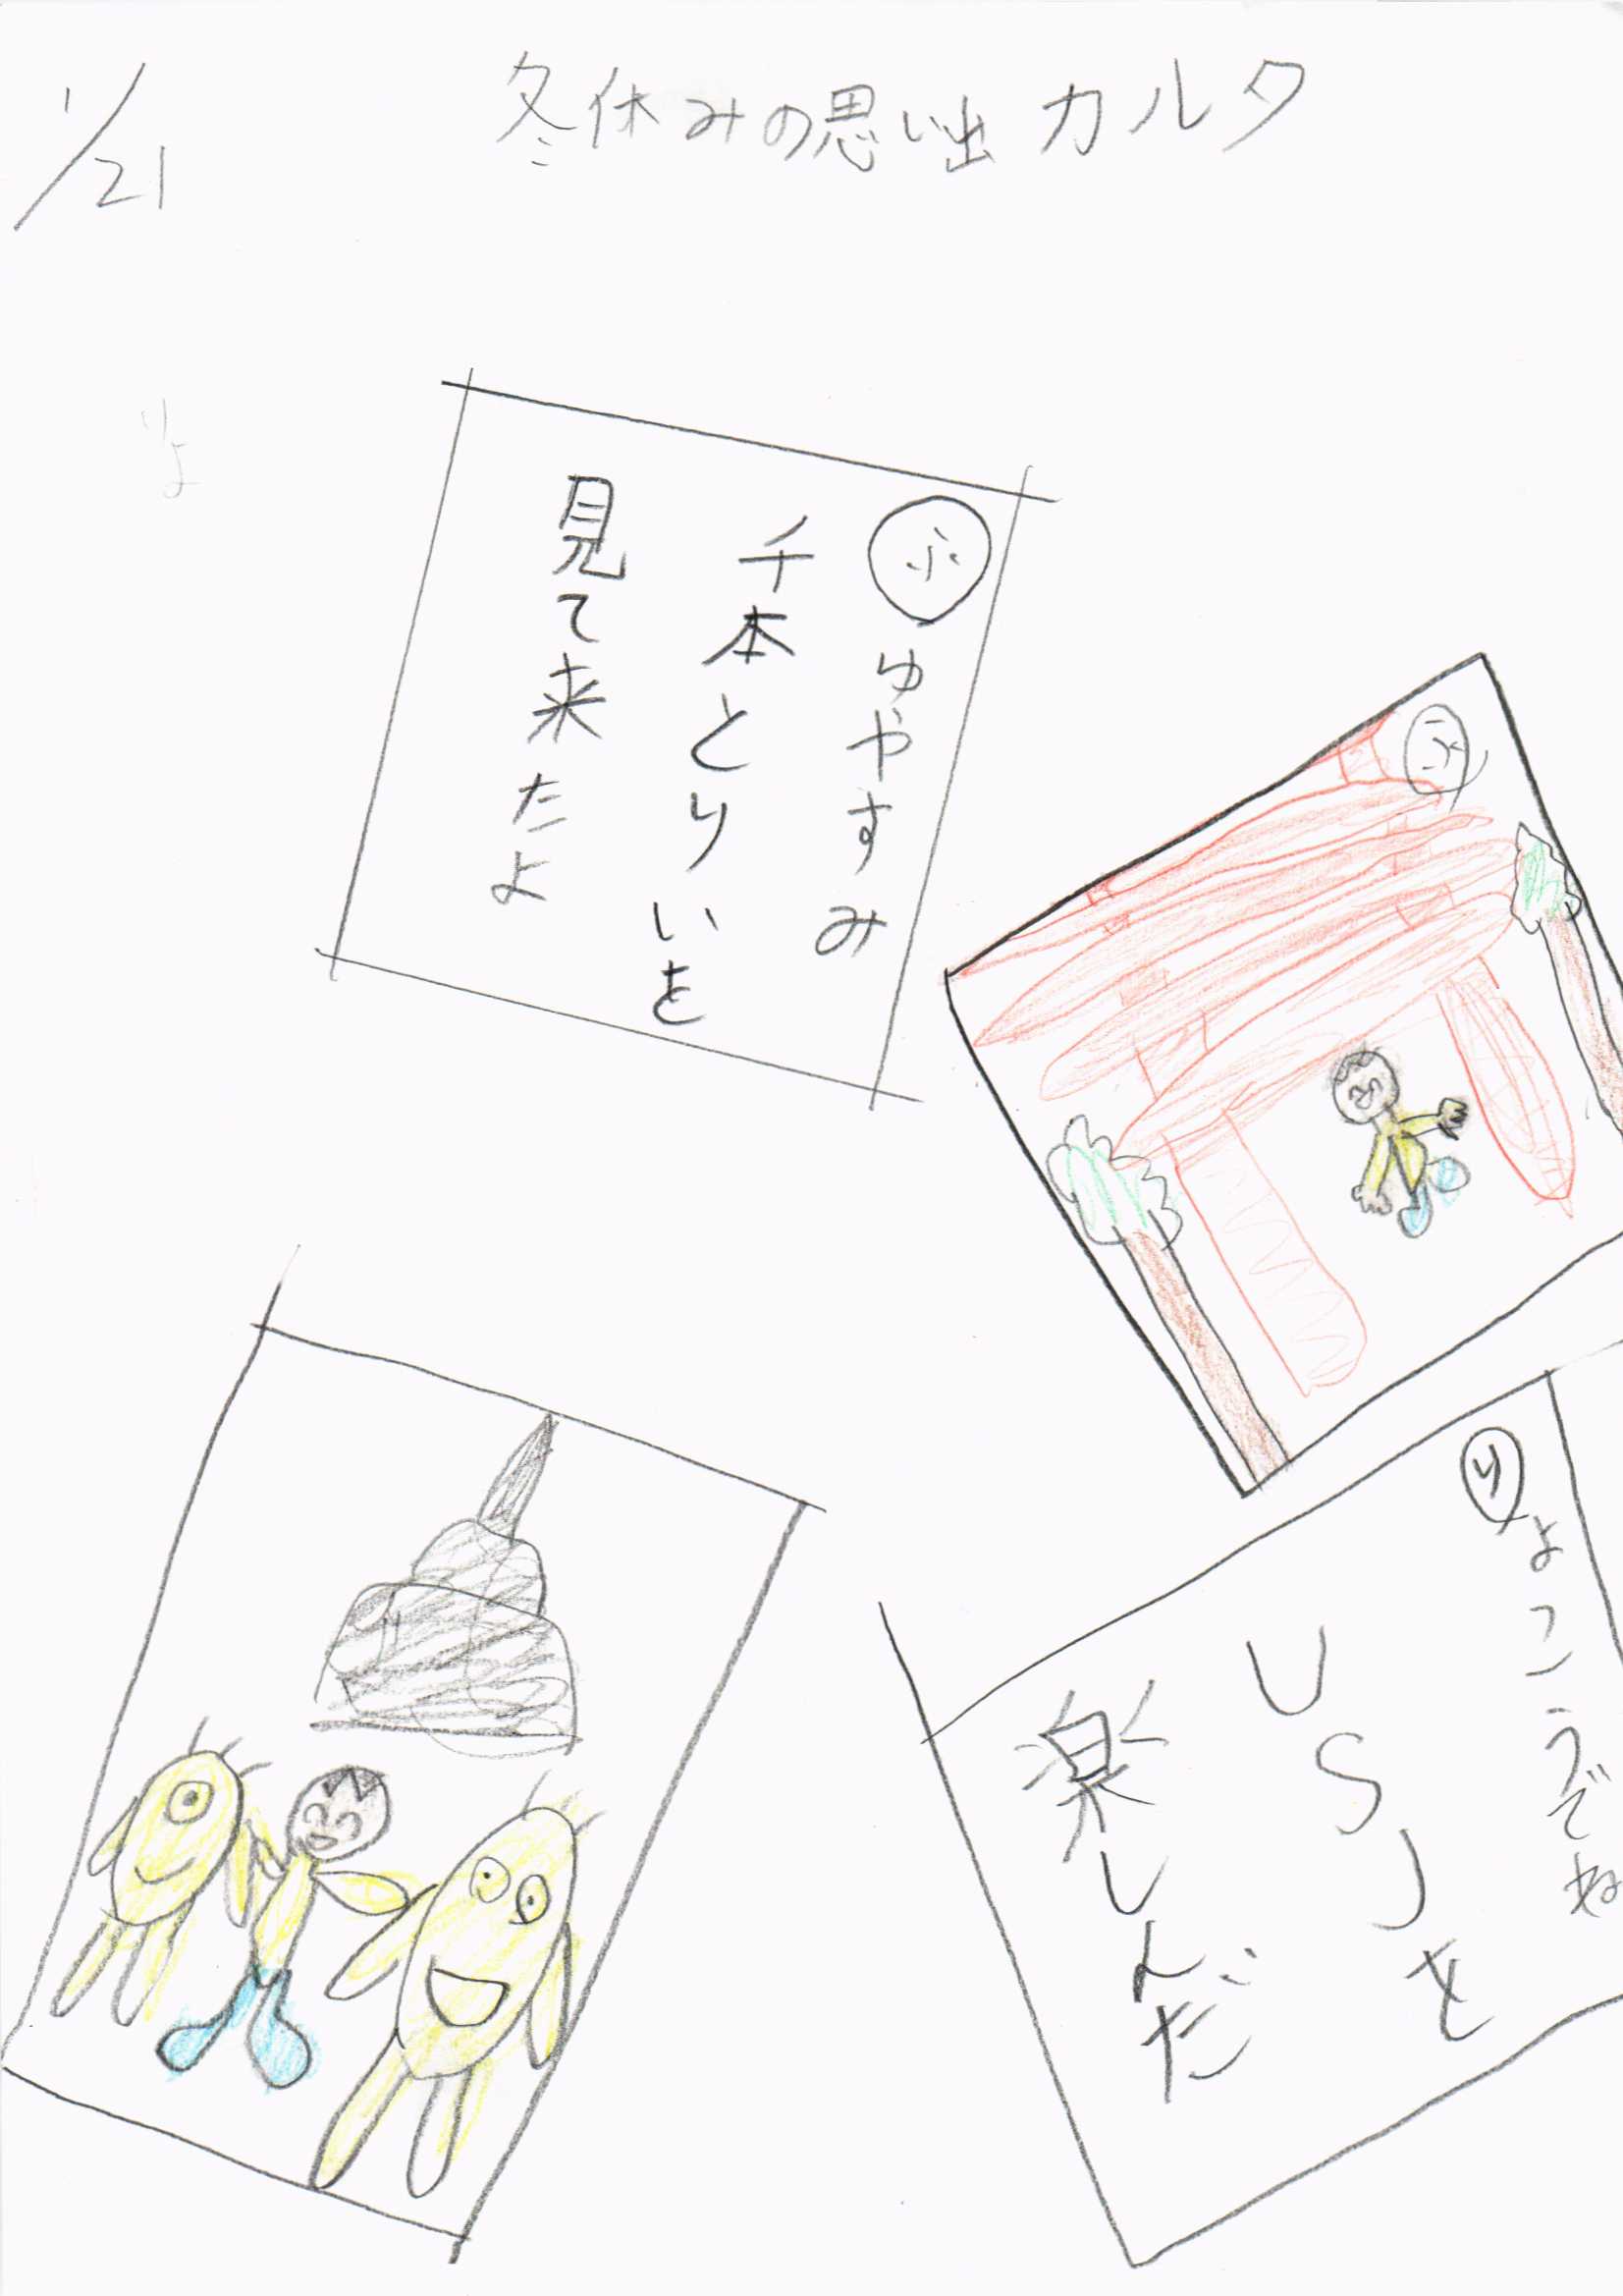 1/21
冬休みの思い出カルタ
りよ
ふゆやすみ
千本とりいを
見て来たよ
ふ
りよこうでね
USJを
楽しんだ